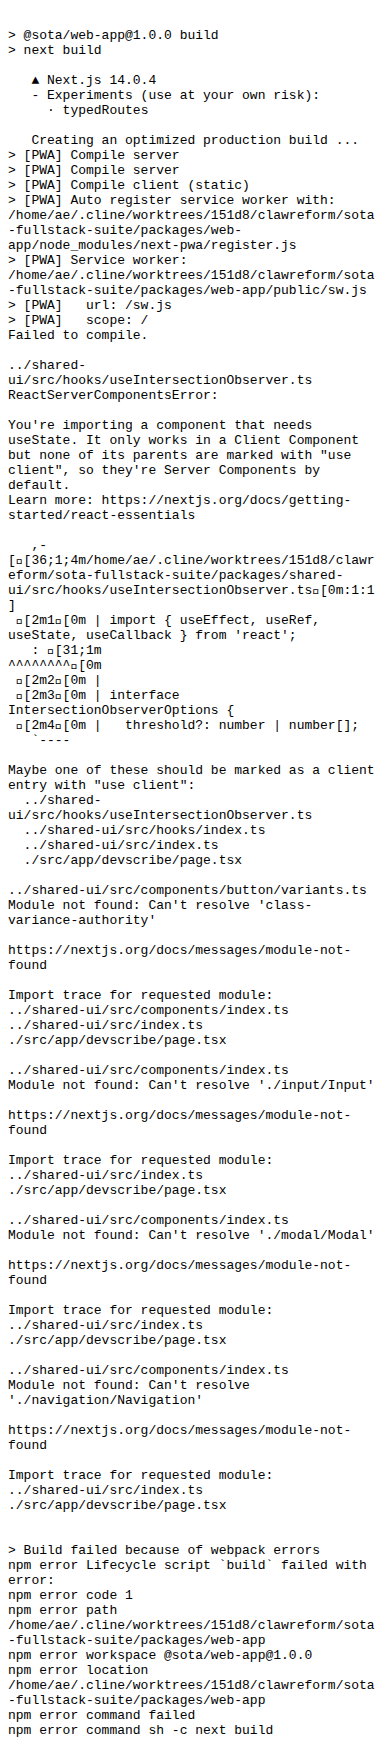 > @sota/web-app@1.0.0 build
> next build
▲ Next.js 14.0.4
- Experiments (use at your own risk):
· typedRoutes
Creating an optimized production build ...
> [PWA] Compile server
> [PWA] Compile server
> [PWA] Compile client (static)
> [PWA] Auto register service worker with:
/home/ae/.cline/worktrees/151d8/clawreform/sota
-fullstack-suite/packages/web-
app/node_modules/next-pwa/register.js
> [PWA] Service worker:
/home/ae/.cline/worktrees/151d8/clawreform/sota
-fullstack-suite/packages/web-app/public/sw.js
> [PWA]   url: /sw.js
> [PWA]   scope: /
Failed to compile.
../shared-
ui/src/hooks/useIntersectionObserver.ts
ReactServerComponentsError:
You're importing a component that needs
useState. It only works in a Client Component
but none of its parents are marked with "use
client", so they're Server Components by
default.
Learn more: https://nextjs.org/docs/getting-
started/react-essentials
,-
[▯[36;1;4m/home/ae/.cline/worktrees/151d8/clawr
eform/sota-fullstack-suite/packages/shared-
ui/src/hooks/useIntersectionObserver.ts▯[0m:1:1
]
▯[2m1▯[0m | import { useEffect, useRef,
useState, useCallback } from 'react';
: ▯[31;1m
^^^^^^^^▯[0m
▯[2m2▯[0m |
▯[2m3▯[0m | interface
IntersectionObserverOptions {
▯[2m4▯[0m |   threshold?: number | number[];
`----
Maybe one of these should be marked as a client
entry with "use client":
../shared-
ui/src/hooks/useIntersectionObserver.ts
../shared-ui/src/hooks/index.ts
../shared-ui/src/index.ts
./src/app/devscribe/page.tsx
../shared-ui/src/components/button/variants.ts
Module not found: Can't resolve 'class-
variance-authority'
https://nextjs.org/docs/messages/module-not-
found
Import trace for requested module:
../shared-ui/src/components/index.ts
../shared-ui/src/index.ts
./src/app/devscribe/page.tsx
../shared-ui/src/components/index.ts
Module not found: Can't resolve './input/Input'
https://nextjs.org/docs/messages/module-not-
found
Import trace for requested module:
../shared-ui/src/index.ts
./src/app/devscribe/page.tsx
../shared-ui/src/components/index.ts
Module not found: Can't resolve './modal/Modal'
https://nextjs.org/docs/messages/module-not-
found
Import trace for requested module:
../shared-ui/src/index.ts
./src/app/devscribe/page.tsx
../shared-ui/src/components/index.ts
Module not found: Can't resolve
'./navigation/Navigation'
https://nextjs.org/docs/messages/module-not-
found
Import trace for requested module:
../shared-ui/src/index.ts
./src/app/devscribe/page.tsx
> Build failed because of webpack errors
npm error Lifecycle script `build` failed with
error:
npm error code 1
npm error path
/home/ae/.cline/worktrees/151d8/clawreform/sota
-fullstack-suite/packages/web-app
npm error workspace @sota/web-app@1.0.0
npm error location
/home/ae/.cline/worktrees/151d8/clawreform/sota
-fullstack-suite/packages/web-app
npm error command failed
npm error command sh -c next build